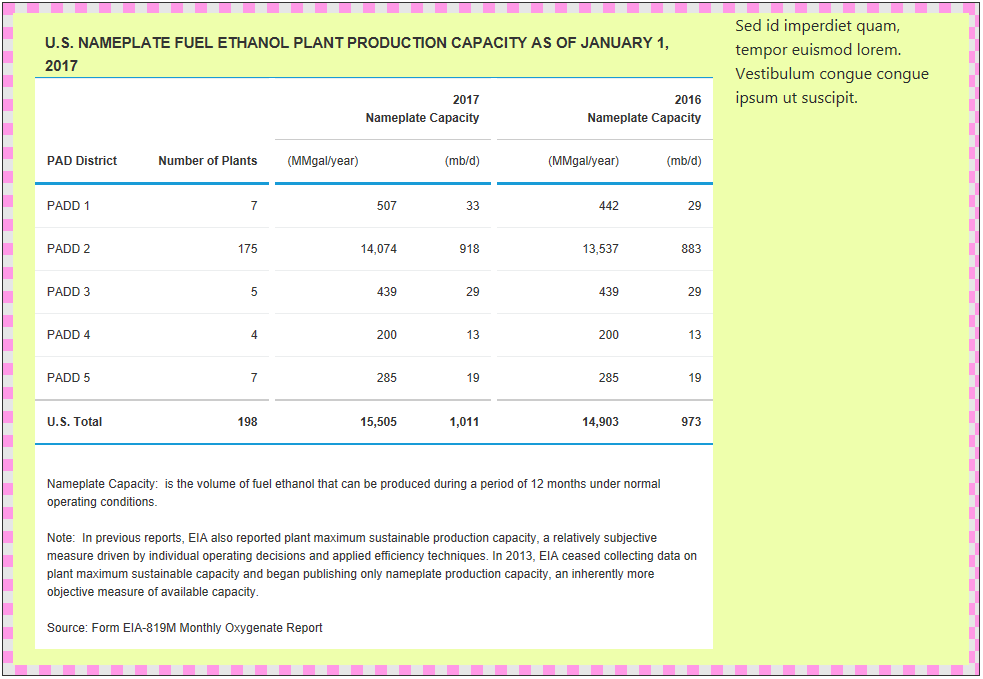 U.S. NAMEPLATE FUEL ETHANOL PLANT PRODUCTION CAPACITY AS OF JANUARY 1,
2017
2017 2016
Nameplate Capacity Nameplate Capacity
PAD District Number of Plants (MMgal/year) (mb/d) (MMgal/year) (mb/d)
PADD 1 7 507 33 442 29
PADD 2 175 14,074 918 13,537 883
PADD 3 5 439 29 439 29
PADD 4 4 200 13 200 13
PADD 5 7 285 19 285 19
U.S. Total 198 15,505 1,011 14,903 973
Nameplate Capacity:  is the volume of fuel ethanol that can be produced during a period of 12 months under normal
operating conditions.
Note:  In previous reports, EIA also reported plant maximum sustainable production capacity, a relatively subjective
measure driven by individual operating decisions and applied efficiency techniques. In 2013, EIA ceased collecting data on
plant maximum sustainable capacity and began publishing only nameplate production capacity, an inherently more
objective measure of available capacity.
Source: Form EIA-819M Monthly Oxygenate Report
Sed id imperdiet quam,
tempor euismod lorem.
Vestibulum congue congue
ipsum ut suscipit.